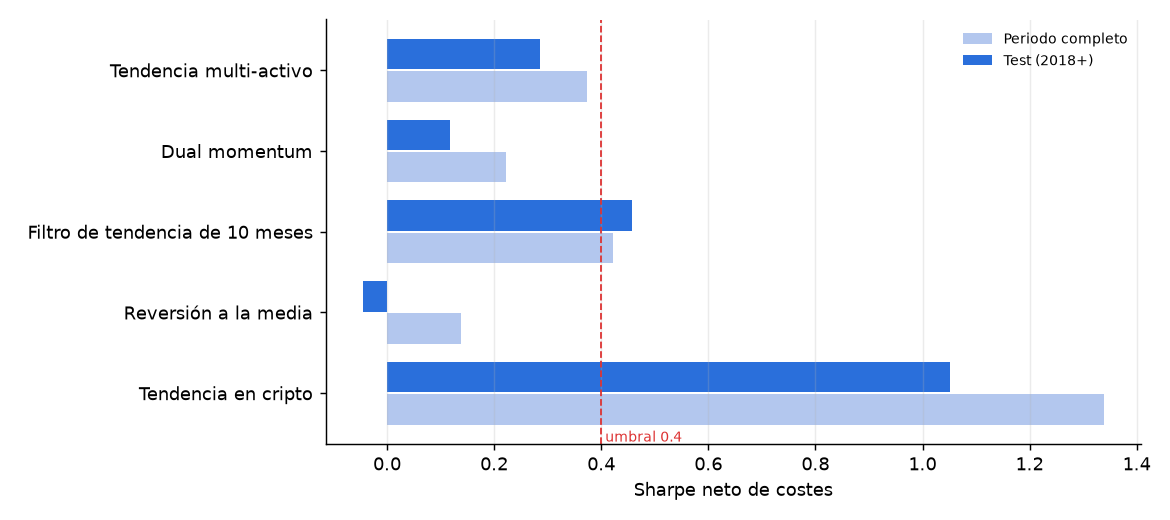 Periodo completo
Test (2018+)
Tendencia multi-activo
Dual momentum
Filtro de tendencia de 10 meses
Reversión a la media
Tendencia en cripto
umbral 0.4
0.0 0.2 0.4 0.6 0.8 1.0 1.2 1.4
Sharpe neto de costes